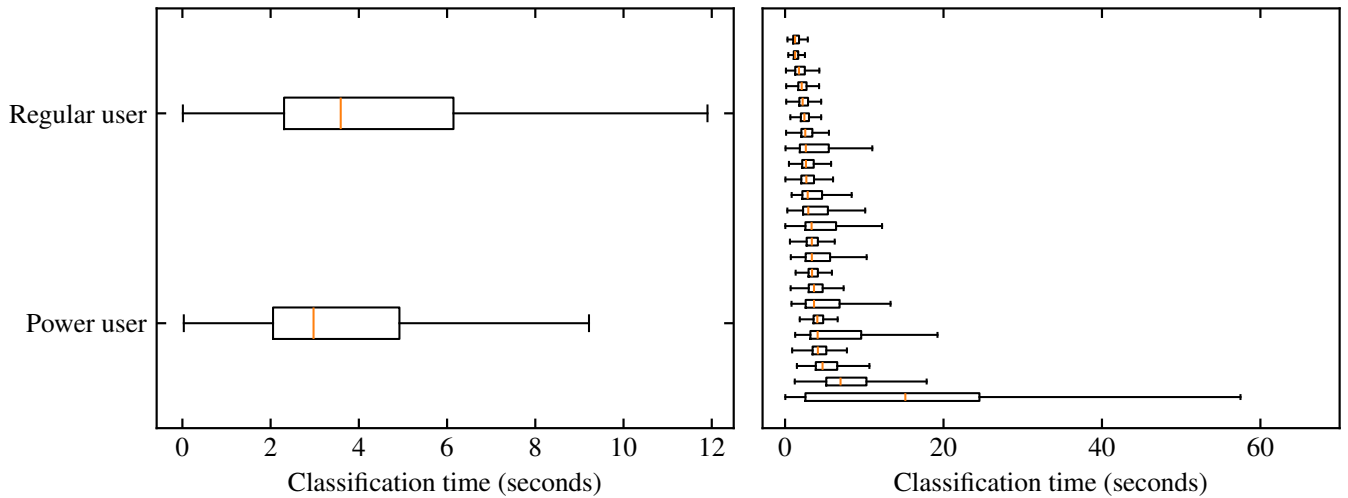 Regular user
Power user
0 2 4 6 8 10 12
Classification time (seconds)
0 20 40 60
Classification time (seconds)